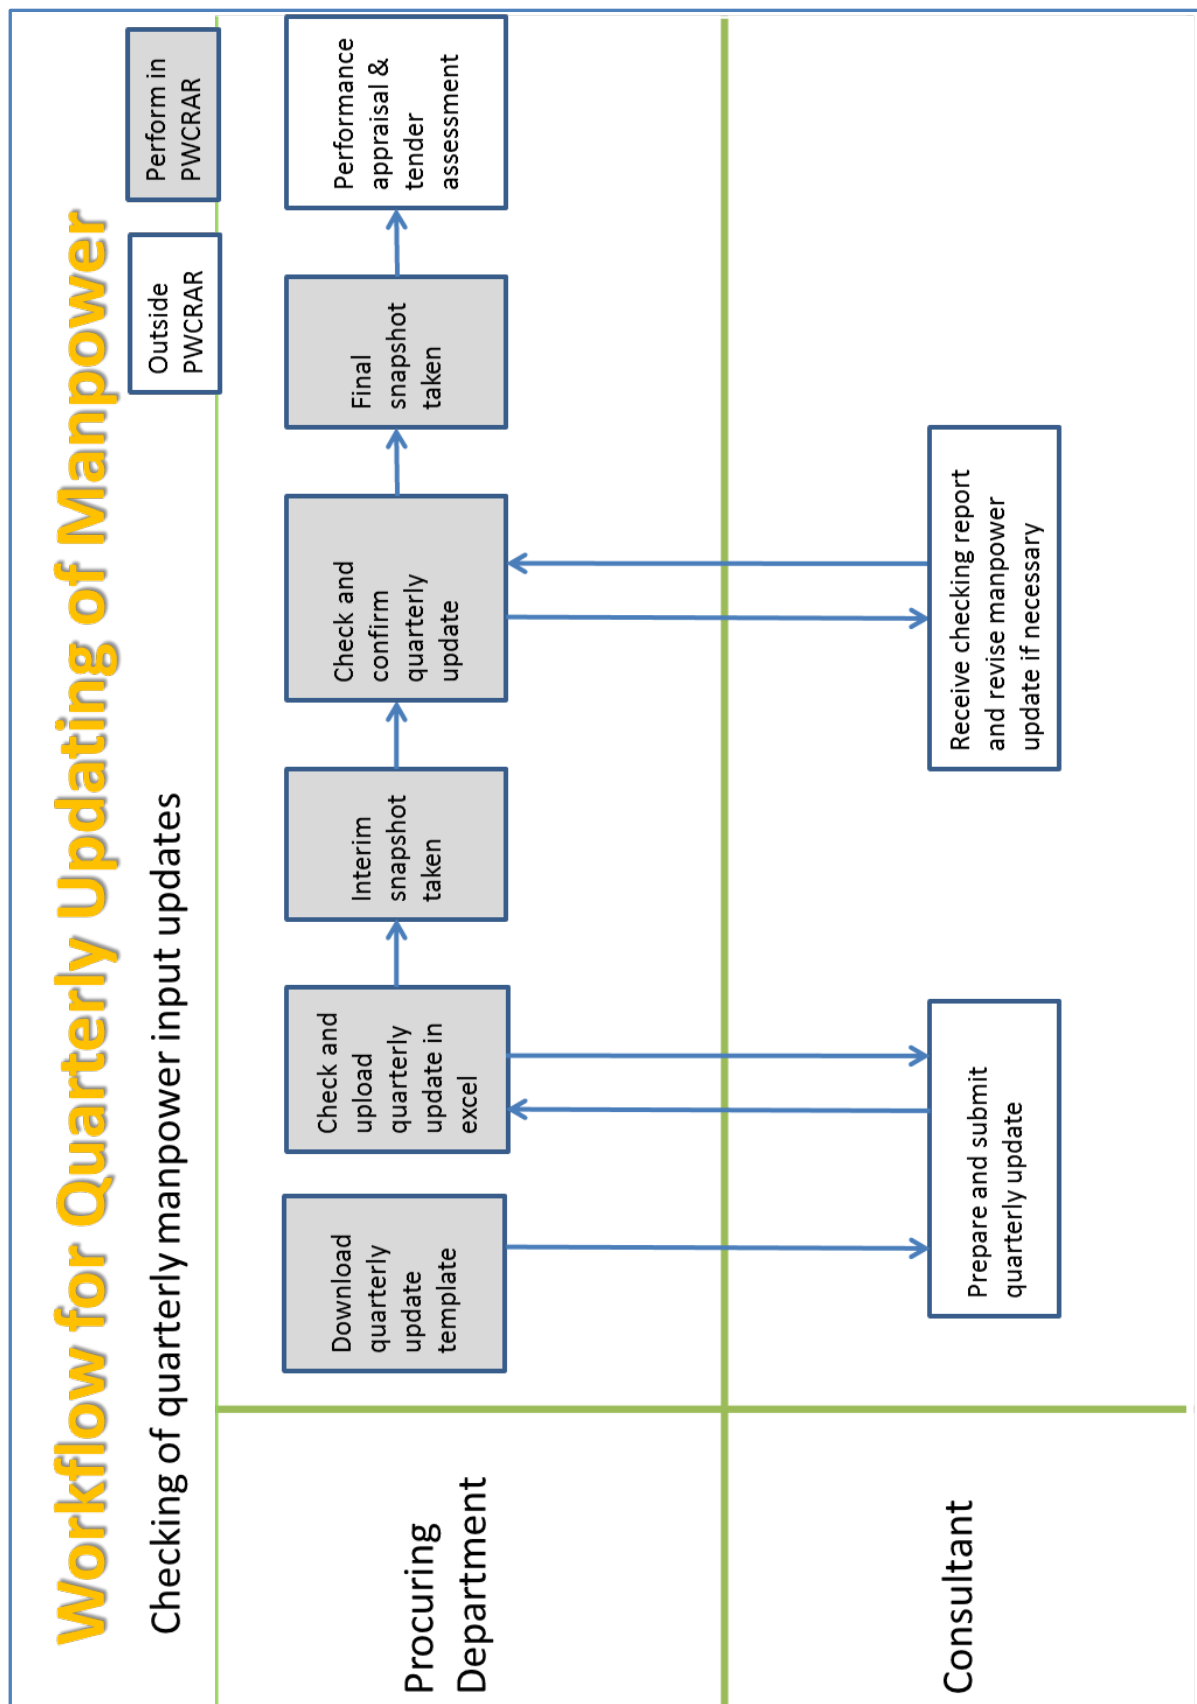 Workflow for Quarterly Updating of Manpower
Checking of quarterly manpower input updates
Outside
PWCRAR
Perform in
PWCRAR
Procuring
Department
Download
quarterly
update
template
Check and
upload
quarterly
update in
excel
Interim
snapshot
taken
Check and
confirm
quarterly
update
Final
snapshot
taken
Performance
appraisal &
tender
assessment
Consultant
Prepare and submit
quarterly update
Receive checking report
and revise manpower
update if necessary